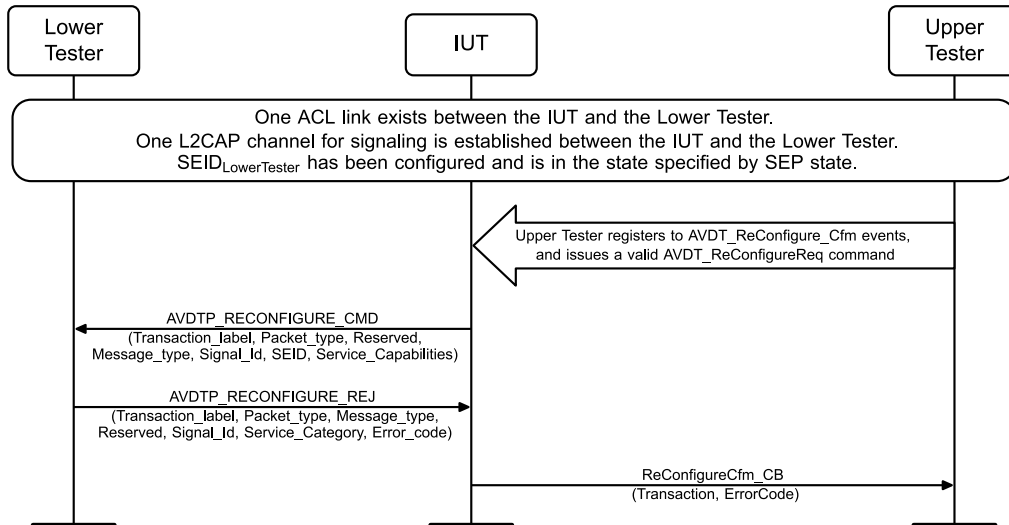 Lower
Tester
IUT
Upper
Tester
One ACL link exists between the IUT and the Lower Tester.
One L2CAP channel for signaling is established between the IUT and the Lower Tester.
SEID_LowerTester has been configured and is in the state specified by SEP state.
Upper Tester registers to AVDT_ReConfigure_Cfm events,
and issues a valid AVDT_ReConfigureReq command
AVDTP_RECONFIGURE_CMD
(Transaction_label, Packet_type, Reserved,
Message_type, Signal_Id, SEID, Service_Capabilities)
AVDTP_RECONFIGURE_REJ
(Transaction_label, Packet_type, Message_type,
Reserved, Signal_Id, Service_Category, Error_code)
ReConfigureCfm_CB
(Transaction, ErrorCode)